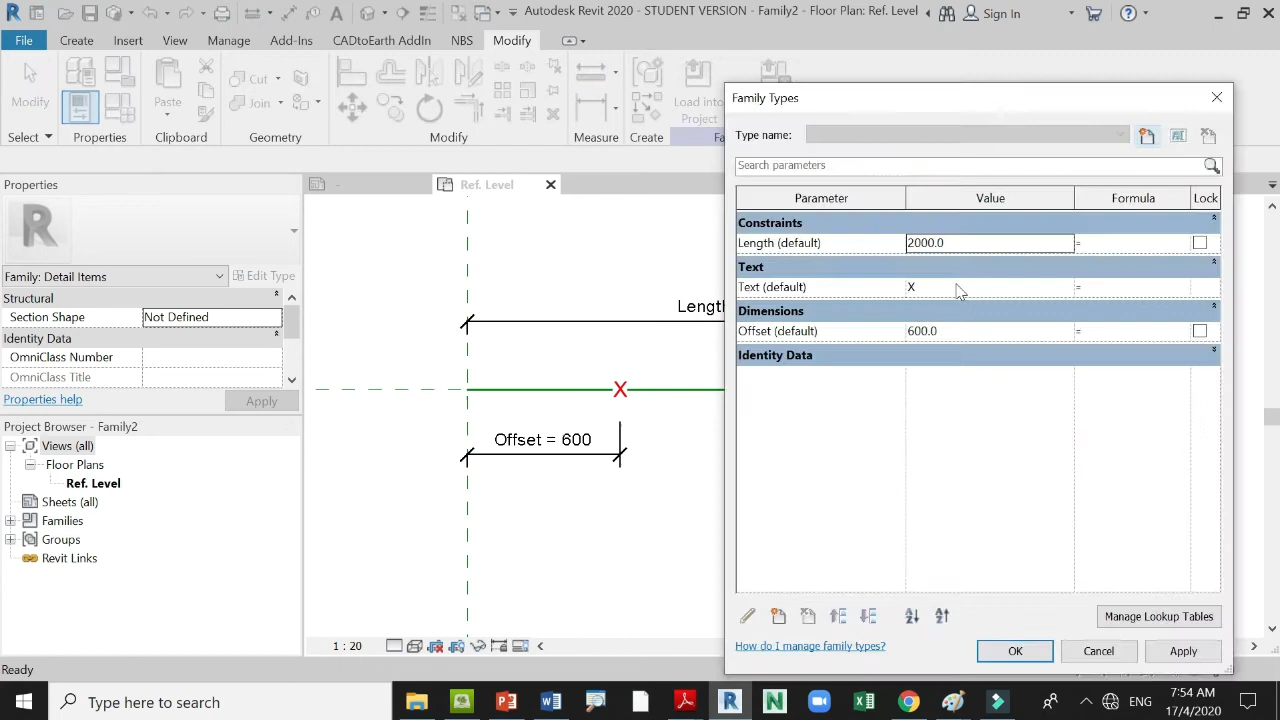 Autodesk Revit 2020 - STUDENT VERSION - Family2 - Floor Plan: Ref. Level
Sign In
File Create Insert View Manage Add-Ins CADtoEarth AddIn NBS Modify
Modify
Paste
Cut
Join
Load into
Project
Select Properties Clipboard Geometry Modify Measure Create Fa
Properties
Family: Detail Items
Edit Type
Structural
Section Shape Not Defined
Identity Data
OmniClass Number
OmniClass Title
Properties help
Apply
Project Browser - Family2
Views (all)
Floor Plans
Ref. Level
Sheets (all)
Families
Groups
Revit Links
Ref. Level
Length
X
Offset = 600
1 : 20
Family Types
Type name:
Search parameters
Parameter Value Formula Lock
Constraints
Length (default) 2000.0 =
Text
Text (default) X =
Dimensions
Offset (default) 600.0 =
Identity Data
Manage Lookup Tables
How do I manage family types?
OK Cancel Apply
Ready
Type here to search
ENG
7:54 AM
17/4/2020